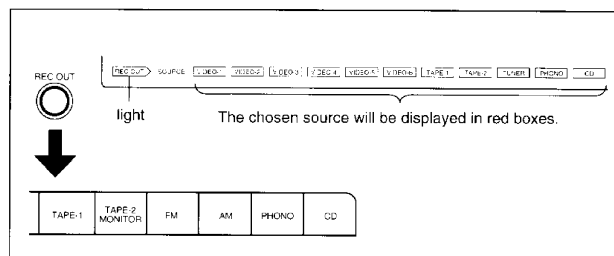 REC OUT SOURCE VIDEO-1 VIDEO-2 VIDEO-3 VIDEO-4 VIDEO-5 VIDEO-6 TAPE-1 TAPE-2 TUNER PHONO CD
REC OUT
light
The chosen source will be displayed in red boxes.
TAPE-1 TAPE-2 MONITOR FM AM PHONO CD